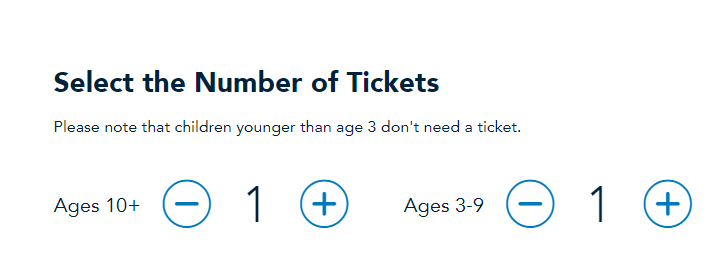 Select the Number of Tickets
Please note that children younger than age 3 don't need a ticket.
Ages 10+ − 1 + Ages 3-9 − 1 +